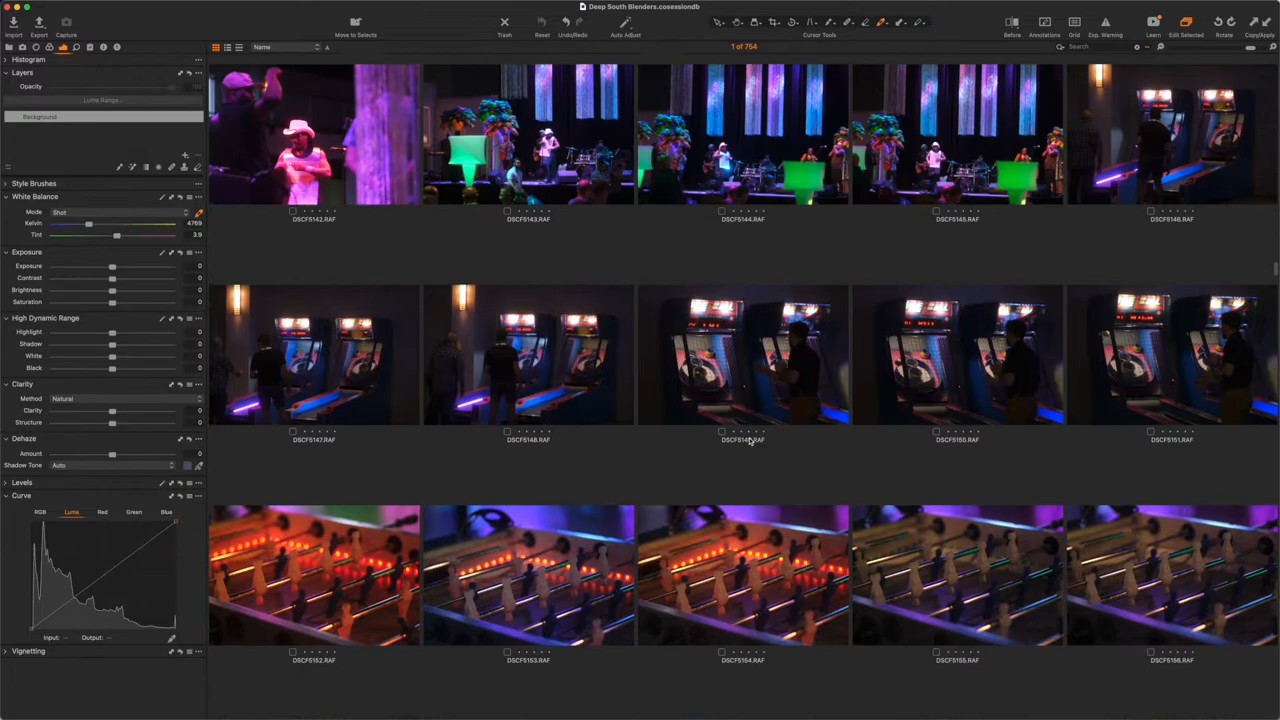 Deep South Blenders.cosessiondb
Import Export Capture Move to Selects Trash Reset Undo/Redo Auto Adjust Cursor Tools Before Annotations Grid Exp. Warning Learn Edit Selected Rotate Copy/Apply
Name 1 of 754 Search
Histogram
Layers
Opacity 100
Luma Range...
Background
Style Brushes
White Balance
Mode Shot
Kelvin 4769
Tint 3.9
Exposure
Exposure 0
Contrast 0
Brightness 0
Saturation 0
High Dynamic Range
Highlight 0
Shadow 0
White 0
Black 0
Clarity
Method Natural
Clarity 0
Structure 0
Dehaze
Amount 0
Shadow Tone Auto
Levels
Curve
RGB Luma Red Green Blue
Input: -- Output: --
Vignetting
DSCF5142.RAF DSCF5143.RAF DSCF5144.RAF DSCF5145.RAF DSCF5146.RAF
DSCF5147.RAF DSCF5148.RAF DSCF5149.RAF DSCF5150.RAF DSCF5151.RAF
DSCF5152.RAF DSCF5153.RAF DSCF5154.RAF DSCF5155.RAF DSCF5156.RAF